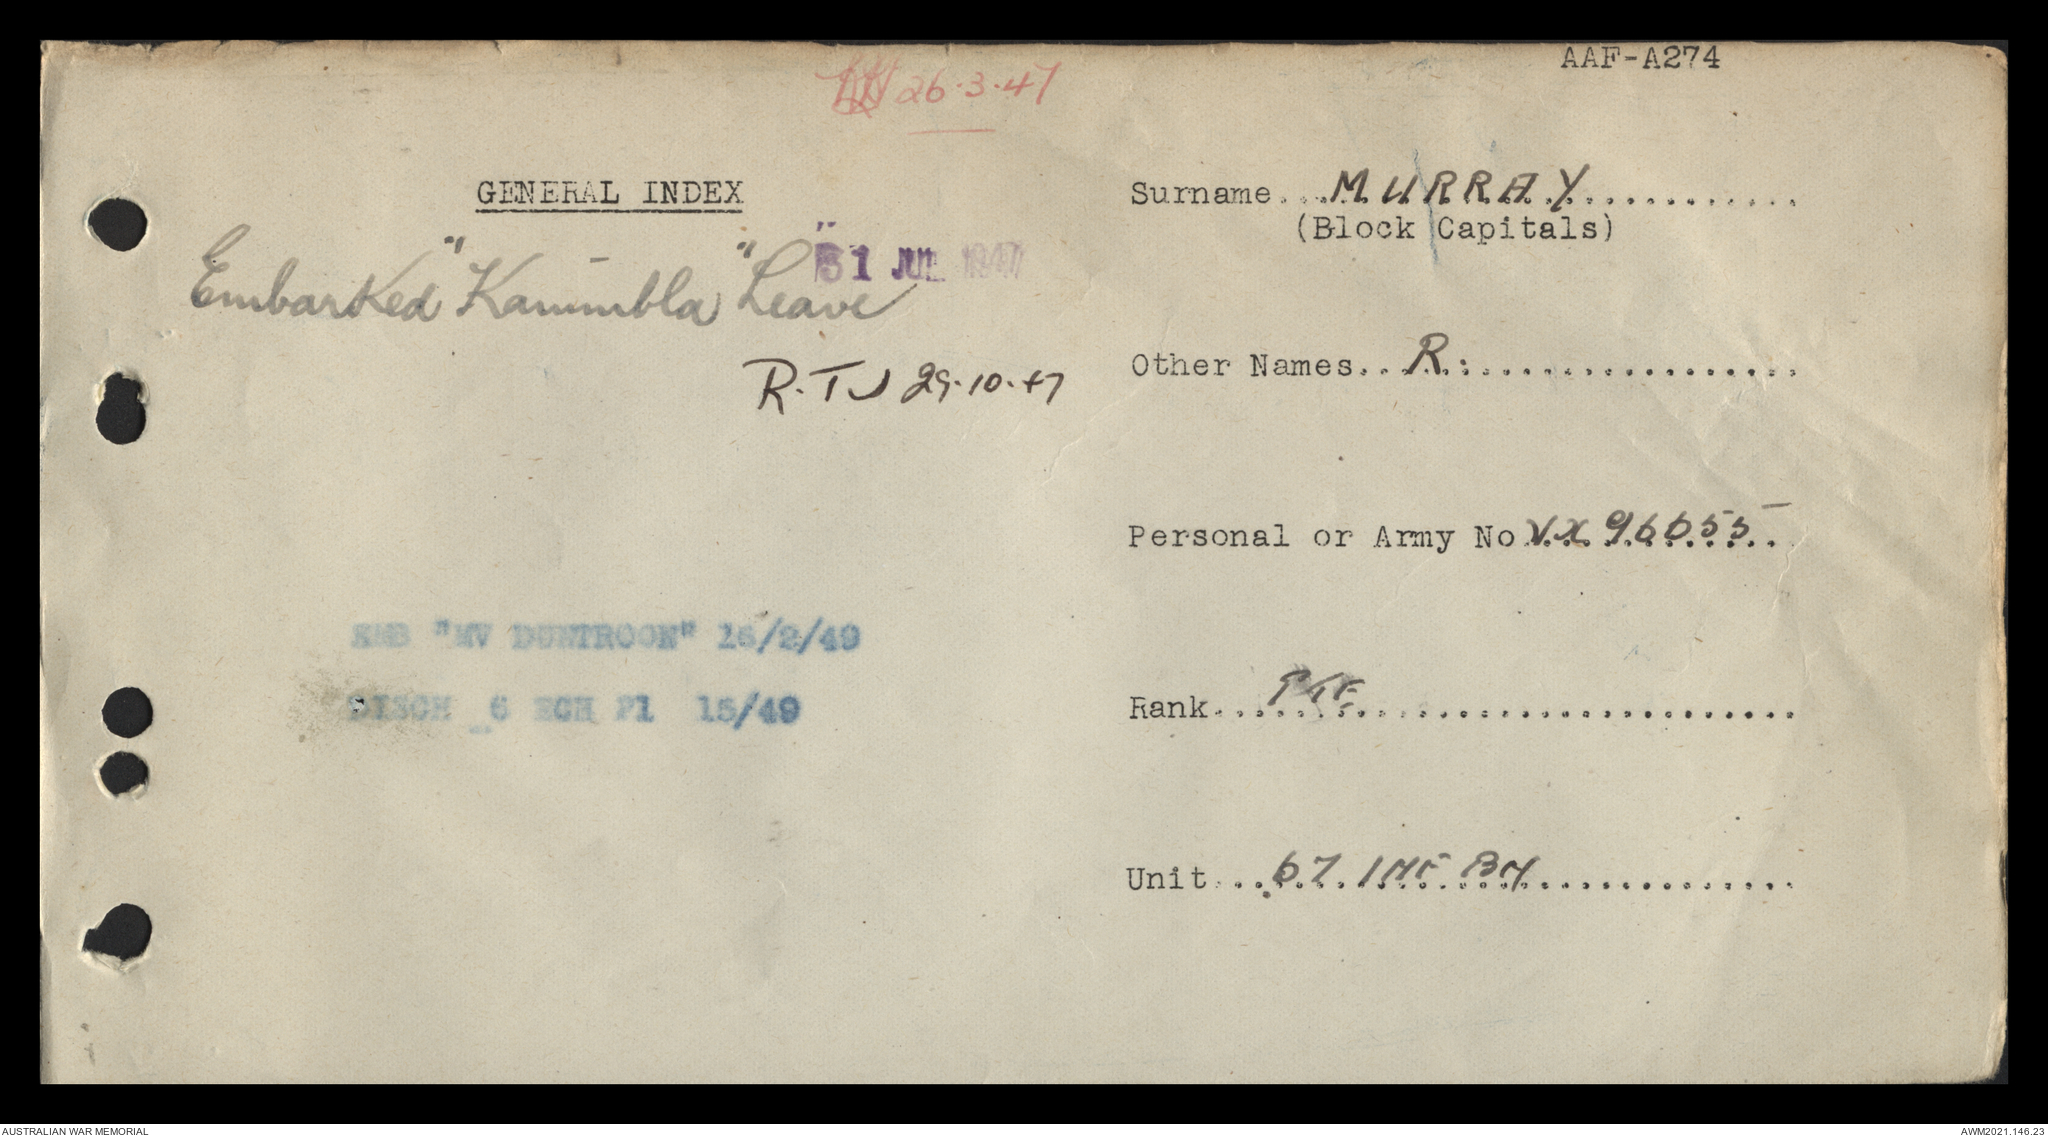 AAF-A274
26.3.47
GENERAL INDEX
Embarked "Kanimbla" Leave 31 JUL 1947
R.T.U 29.10.47
EMB "MV DUNTROON" 16/2/49
DISCH 6 ECH Pl 15/49
Surname....MURRAY.............
(Block Capitals)
Other Names...R.:..................
Personal or Army No VX 96655
Rank...PTE...........................
Unit...67 INF BN...................
AUSTRALIAN WAR MEMORIAL
AWM2021.146.23